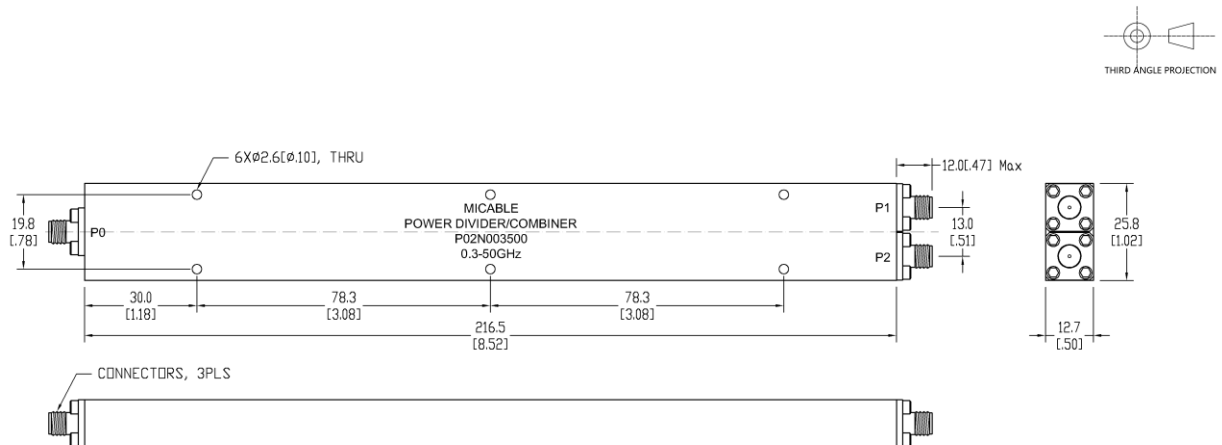 THIRD ANGLE PROJECTION
6XØ2.6[Ø.10], THRU
12.0[.47] Max
19.8
[.78]
P0
MICABLE
POWER DIVIDER/COMBINER
P02N003500
0.3-50GHz
P1
P2
13.0
[.51]
25.8
[1.02]
30.0
[1.18]
78.3
[3.08]
78.3
[3.08]
216.5
[8.52]
12.7
[.50]
CONNECTORS, 3PLS